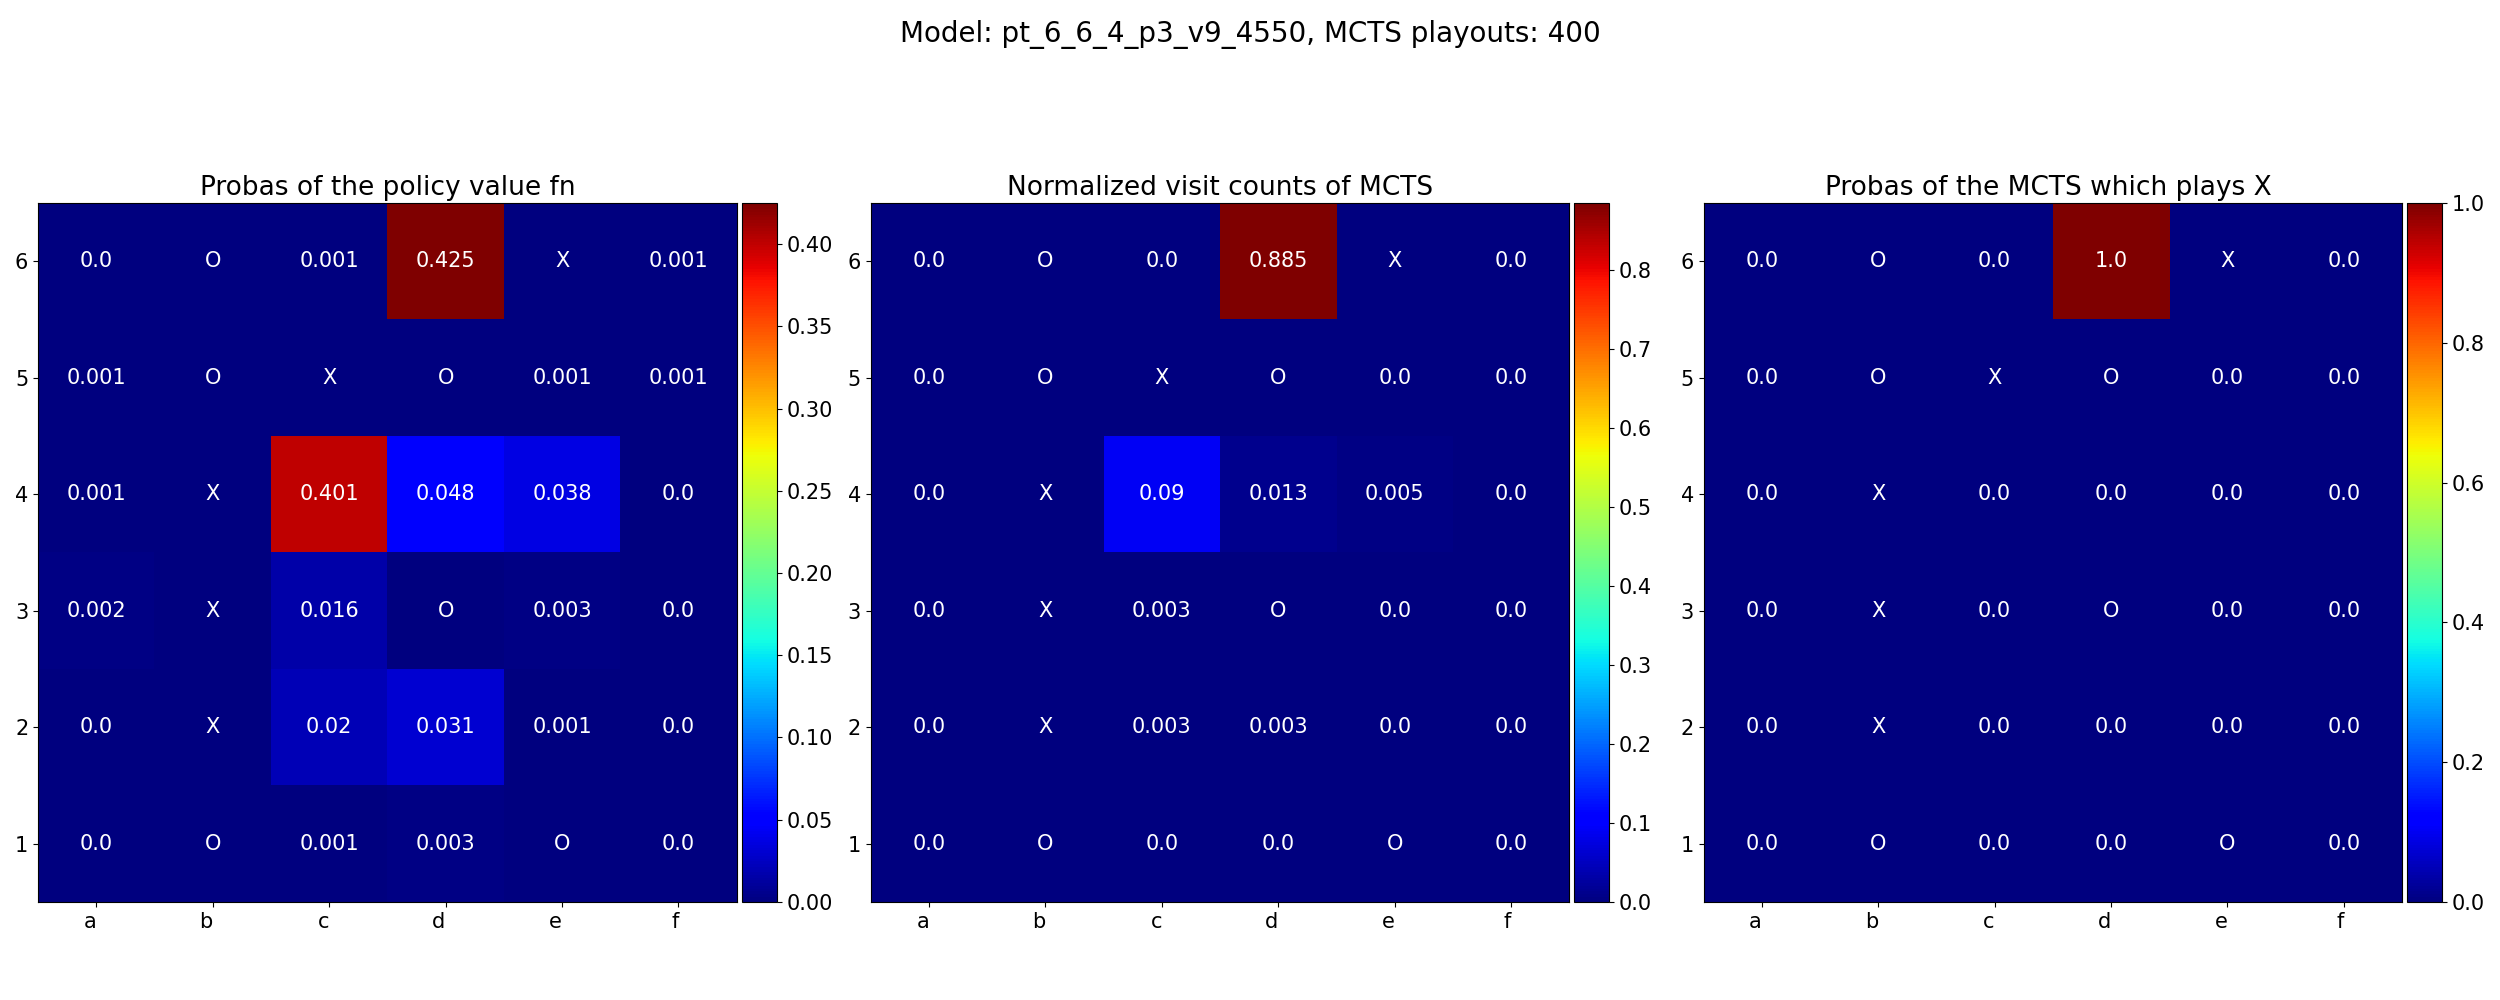 Model: pt_6_6_4_p3_v9_4550, MCTS playouts: 400
Probas of the policy value fn
6 0.0 O 0.001 0.425 X 0.001
5 0.001 O X O 0.001 0.001
4 0.001 X 0.401 0.048 0.038 0.0
3 0.002 X 0.016 O 0.003 0.0
2 0.0 X 0.02 0.031 0.001 0.0
1 0.0 O 0.001 0.003 O 0.0
a b c d e f
0.40
0.35
0.30
0.25
0.20
0.15
0.10
0.05
0.00
Normalized visit counts of MCTS
6 0.0 O 0.0 0.885 X 0.0
5 0.0 O X O 0.0 0.0
4 0.0 X 0.09 0.013 0.005 0.0
3 0.0 X 0.003 O 0.0 0.0
2 0.0 X 0.003 0.003 0.0 0.0
1 0.0 O 0.0 0.0 O 0.0
a b c d e f
0.8
0.7
0.6
0.5
0.4
0.3
0.2
0.1
0.0
Probas of the MCTS which plays X
6 0.0 O 0.0 1.0 X 0.0
5 0.0 O X O 0.0 0.0
4 0.0 X 0.0 0.0 0.0 0.0
3 0.0 X 0.0 O 0.0 0.0
2 0.0 X 0.0 0.0 0.0 0.0
1 0.0 O 0.0 0.0 O 0.0
a b c d e f
1.0
0.8
0.6
0.4
0.2
0.0